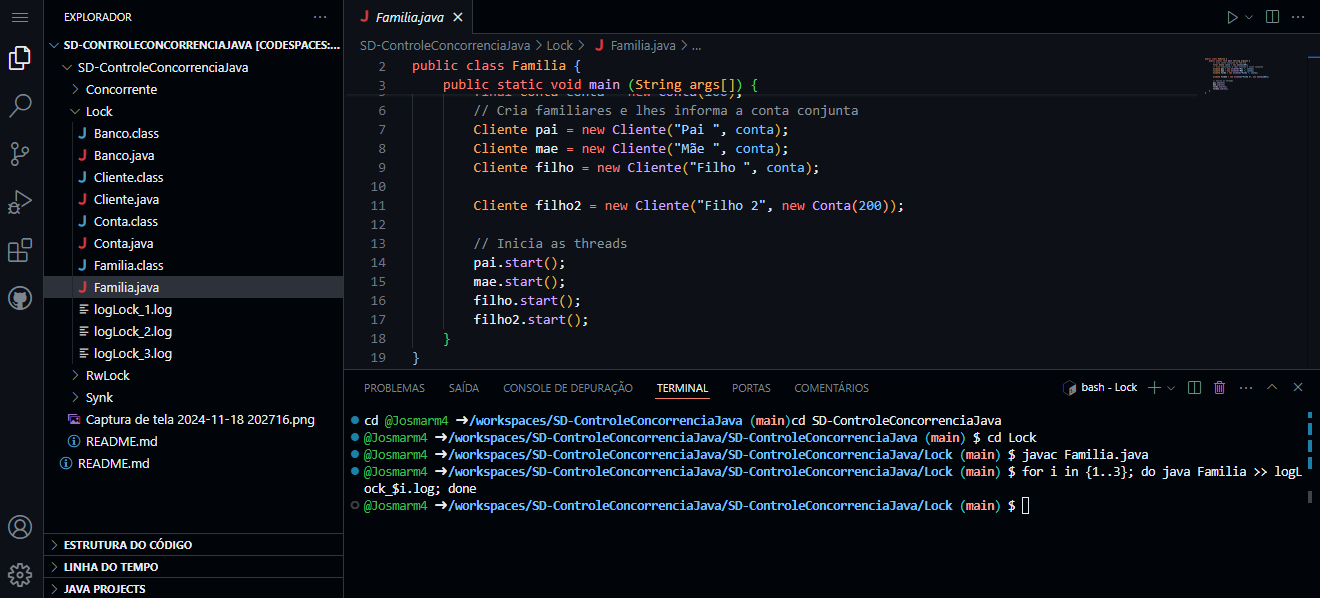 EXPLORADOR
SD-CONTROLECONCORRENCIAJAVA [CODESPACES:...
SD-ControleConcorrenciaJava
Concorrente
Lock
Banco.class
Banco.java
Cliente.class
Cliente.java
Conta.class
Conta.java
Familia.class
Familia.java
logLock_1.log
logLock_2.log
logLock_3.log
RwLock
Synk
Captura de tela 2024-11-18 202716.png
README.md
README.md
ESTRUTURA DO CÓDIGO
LINHA DO TEMPO
JAVA PROJECTS
Familia.java
SD-ControleConcorrenciaJava > Lock > Familia.java > ...
2 public class Familia {
3 public static void main (String args[]) {
final Conta conta = new Conta(100);
6 // Cria familiares e lhes informa a conta conjunta
7 Cliente pai = new Cliente("Pai ", conta);
8 Cliente mae = new Cliente("Mãe ", conta);
9 Cliente filho = new Cliente("Filho ", conta);
10
11 Cliente filho2 = new Cliente("Filho 2", new Conta(200));
12
13 // Inicia as threads
14 pai.start();
15 mae.start();
16 filho.start();
17 filho2.start();
18 }
19 }
PROBLEMAS SAÍDA CONSOLE DE DEPURAÇÃO TERMINAL PORTAS COMENTÁRIOS
bash - Lock
cd @Josmarm4 ➜/workspaces/SD-ControleConcorrenciaJava (main)cd SD-ControleConcorrenciaJava
@Josmarm4 ➜/workspaces/SD-ControleConcorrenciaJava/SD-ControleConcorrenciaJava (main) $ cd Lock
@Josmarm4 ➜/workspaces/SD-ControleConcorrenciaJava/SD-ControleConcorrenciaJava/Lock (main) $ javac Familia.java
@Josmarm4 ➜/workspaces/SD-ControleConcorrenciaJava/SD-ControleConcorrenciaJava/Lock (main) $ for i in {1..3}; do java Familia >> logL
ock_$i.log; done
@Josmarm4 ➜/workspaces/SD-ControleConcorrenciaJava/SD-ControleConcorrenciaJava/Lock (main) $